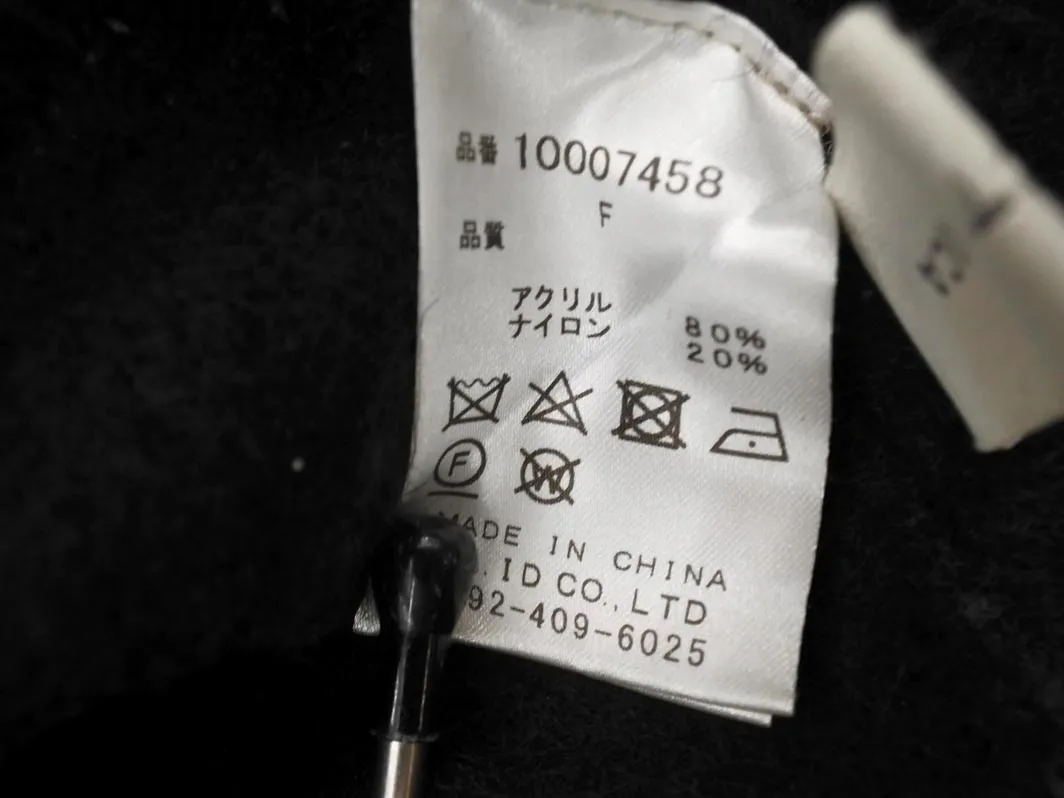 品番 10007458
F
品質
アクリル 80%
ナイロン 20%
F W
MADE IN CHINA
.ID CO.,LTD
92-409-6025